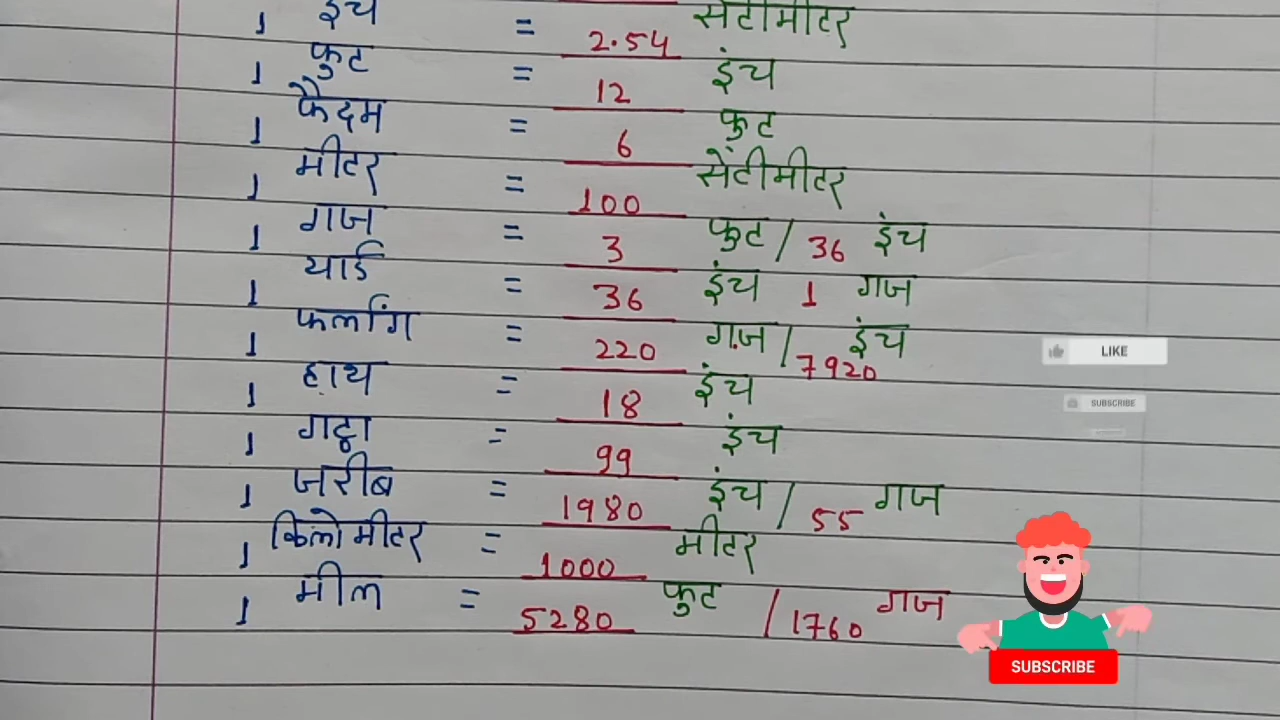 1 इंच = 2.54 सेंटीमीटर
1 फुट = 12 इंच
1 फैदम = 6 फुट
1 मीटर = 100 सेंटीमीटर
1 गज = 3 फुट / 36 इंच
1 यार्ड = 36 इंच 1 गज
1 फर्लांग = 220 गज़ / 7920 इंच
1 हाथ = 18 इंच
1 गट्ठा = 99 इंच
1 जरीब = 1980 इंच / 55 गज
1 किलोमीटर = 1000 मीटर
1 मील = 5280 फुट / 1760 गज
LIKE
SUBSCRIBE
SUBSCRIBE